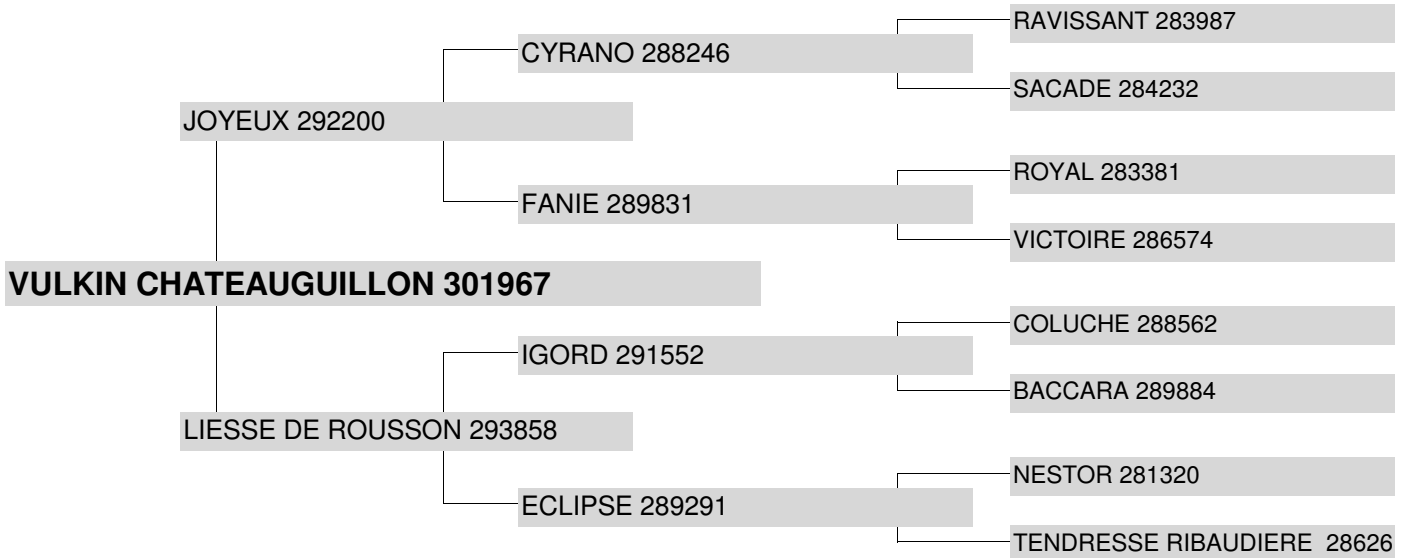 RAVISSANT 283987
CYRANO 288246
SACADE 284232
JOYEUX 292200
ROYAL 283381
FANIE 289831
VICTOIRE 286574
VULKIN CHATEAUGUILLON 301967
COLUCHE 288562
IGORD 291552
BACCARA 289884
LIESSE DE ROUSSON 293858
NESTOR 281320
ECLIPSE 289291
TENDRESSE RIBAUDIERE 28626